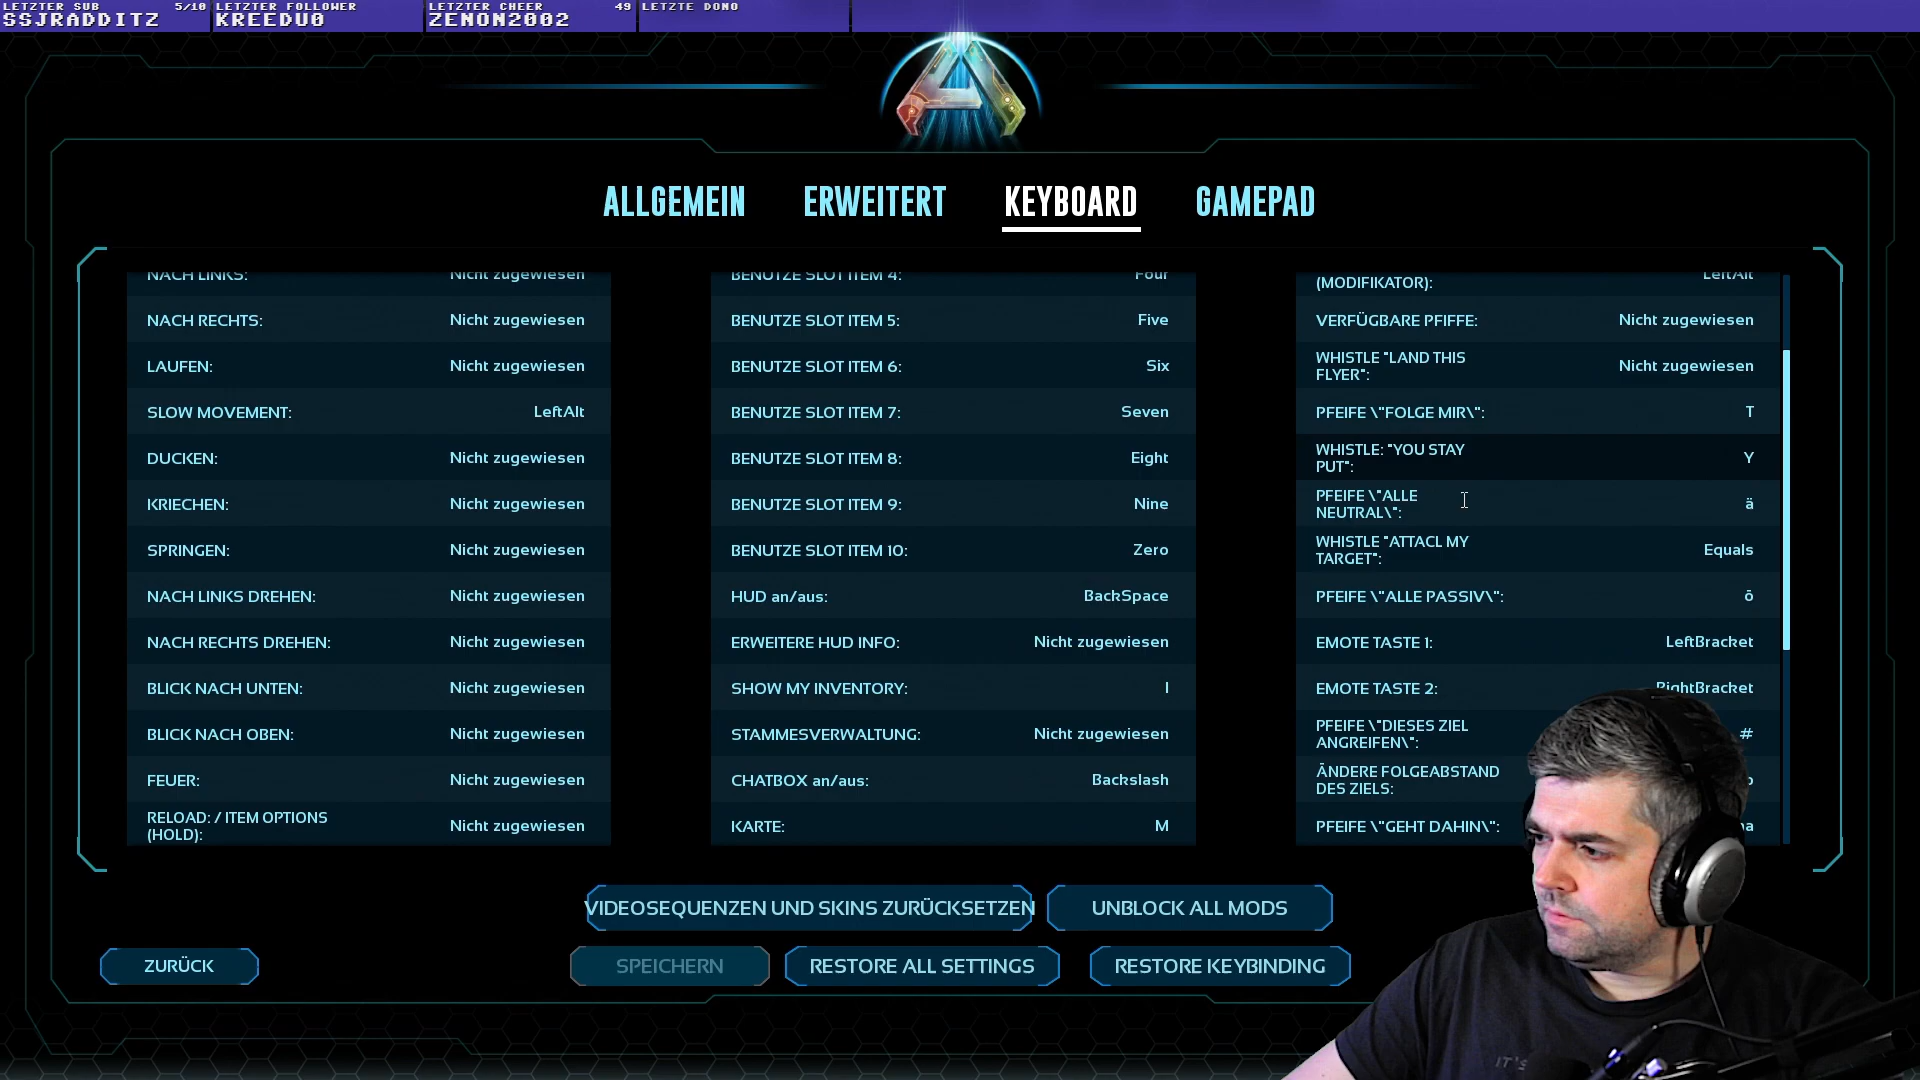 LETZTER SUB 5/10
SSJRADDITZ
LETZTER FOLLOWER
KREEDU0
LETZTER CHEER 49
ZENON2002
LETZTE DONO
ALLGEMEIN
ERWEITERT
KEYBOARD
GAMEPAD
NACH LINKS: Nicht zugewiesen
NACH RECHTS: Nicht zugewiesen
LAUFEN: Nicht zugewiesen
SLOW MOVEMENT: LeftAlt
DUCKEN: Nicht zugewiesen
KRIECHEN: Nicht zugewiesen
SPRINGEN: Nicht zugewiesen
NACH LINKS DREHEN: Nicht zugewiesen
NACH RECHTS DREHEN: Nicht zugewiesen
BLICK NACH UNTEN: Nicht zugewiesen
BLICK NACH OBEN: Nicht zugewiesen
FEUER: Nicht zugewiesen
RELOAD: / ITEM OPTIONS
(HOLD): Nicht zugewiesen
BENUTZE SLOT ITEM 4: Four
BENUTZE SLOT ITEM 5: Five
BENUTZE SLOT ITEM 6: Six
BENUTZE SLOT ITEM 7: Seven
BENUTZE SLOT ITEM 8: Eight
BENUTZE SLOT ITEM 9: Nine
BENUTZE SLOT ITEM 10: Zero
HUD an/aus: BackSpace
ERWEITERE HUD INFO: Nicht zugewiesen
SHOW MY INVENTORY: I
STAMMESVERWALTUNG: Nicht zugewiesen
CHATBOX an/aus: Backslash
KARTE: M
(MODIFIKATOR): LeftAlt
VERFÜGBARE PFIFFE: Nicht zugewiesen
WHISTLE "LAND THIS
FLYER": Nicht zugewiesen
PFEIFE \"FOLGE MIR\": T
WHISTLE: "YOU STAY
PUT": Y
PFEIFE \"ALLE
NEUTRAL\": ä
WHISTLE "ATTACL MY
TARGET": Equals
PFEIFE \"ALLE PASSIV\": ö
EMOTE TASTE 1: LeftBracket
EMOTE TASTE 2: RightBracket
PFEIFE \"DIESES ZIEL
ANGREIFEN\": #
ÄNDERE FOLGEABSTAND
DES ZIELS:
PFEIFE \"GEHT DAHIN\":
VIDEOSEQUENZEN UND SKINS ZURÜCKSETZEN
UNBLOCK ALL MODS
ZURÜCK
SPEICHERN
RESTORE ALL SETTINGS
RESTORE KEYBINDING
IT'S